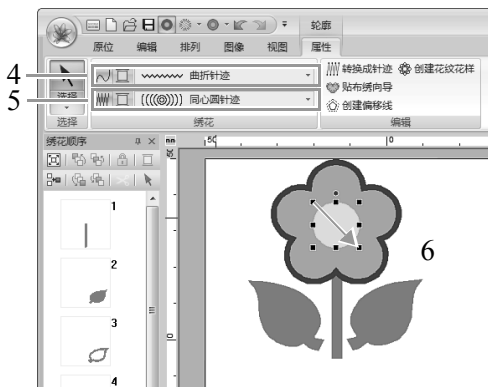 轮廓
原位 编辑 排列 图像 视图 属性
4 曲折针迹 转换成针迹 创建花纹花样
选择 贴布绣向导
5 同心圆针迹 创建偏移线
选择 绣花 编辑
绣花顺序
50 0
1
2
6
3
0
4